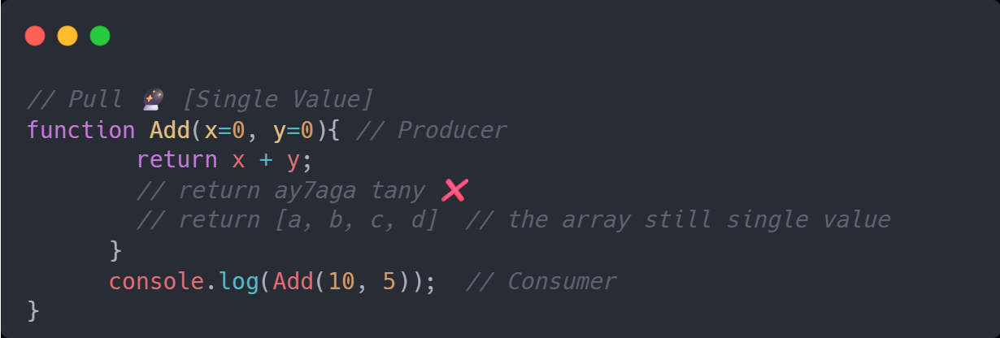 // Pull 🔮 [Single Value]
function Add(x=0, y=0){ // Producer
        return x + y;
        // return ay7aga tany ❌
        // return [a, b, c, d]  // the array still single value
      }
      console.log(Add(10, 5));  // Consumer
}